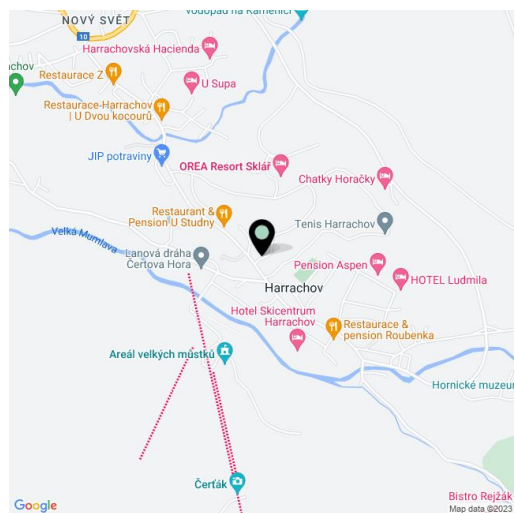 vodopád na Kamenici
NOVÝ SVĚT
10
Harrachovská Hacienda
Restaurace Z
achov
U Supa
Restaurace-Harrachov
| U Dvou kocourů
JIP potraviny
OREA Resort Sklář
Chatky Horačky
Restaurant &
Pension U Studny
Tenis Harrachov
Velká Mumlava
Lanová dráha
Čertova Hora
Pension Aspen
HOTEL Ludmila
Harrachov
Hotel Skicentrum
Harrachov
Restaurace &
pension Roubenka
Areál velkých můstků
Hornické muzeum
Čerťák
Bistro Rejžák
Google
Map data ©2023